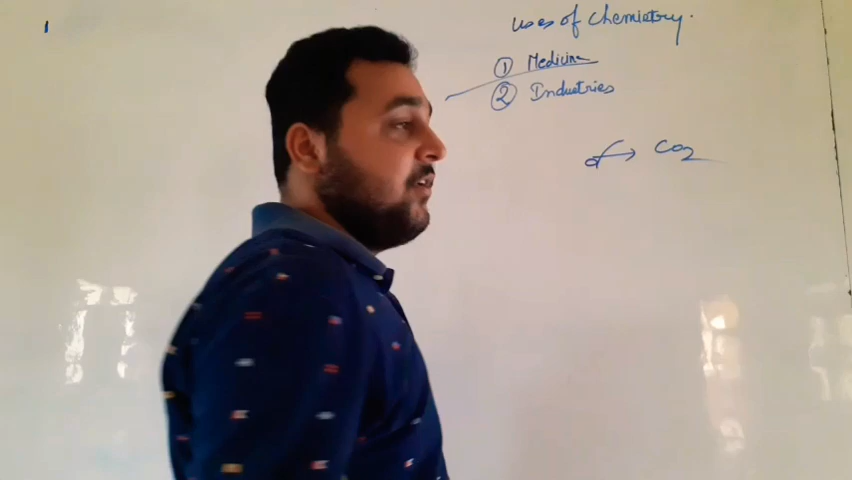 uses of chemistry.
① Medicine
② Industries
→ CO2